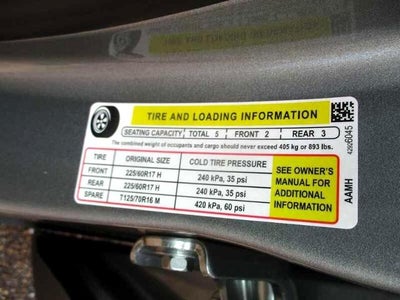 TIRE AND LOADING INFORMATION
SEATING CAPACITY TOTAL 5 FRONT 2 REAR 3
The combined weight of occupants and cargo should never exceed 405 kg or 893 lbs.
TIRE ORIGINAL SIZE COLD TIRE PRESSURE
FRONT 225/60R17 H 240 kPa, 35 psi
REAR 225/60R17 H 240 kPa, 35 psi
SPARE T125/70R16 M 420 kPa, 60 psi
SEE OWNER'S
MANUAL FOR
ADDITIONAL
INFORMATION
AAMH